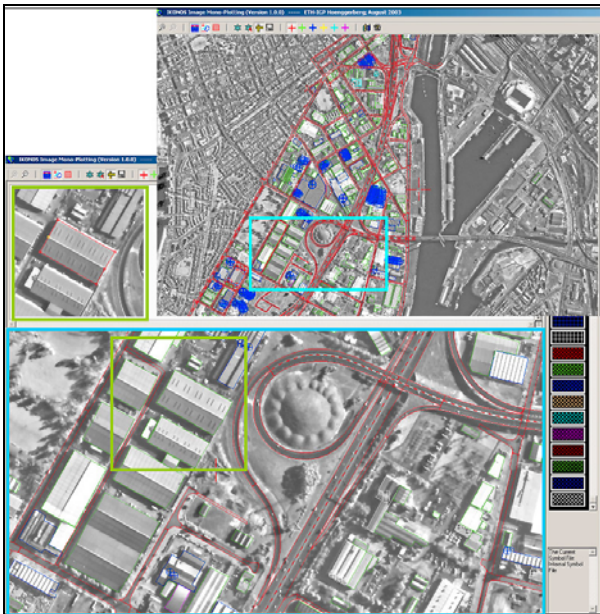 IKONOS Image Mono-Plotting (Version 1.0.0) ---- ETH-IGP Hoenggerberg August 2003
IKONOS Image Mono-Plotting (Version 1.0.0)
The Current
Symbol File:
Internal Symbol
File